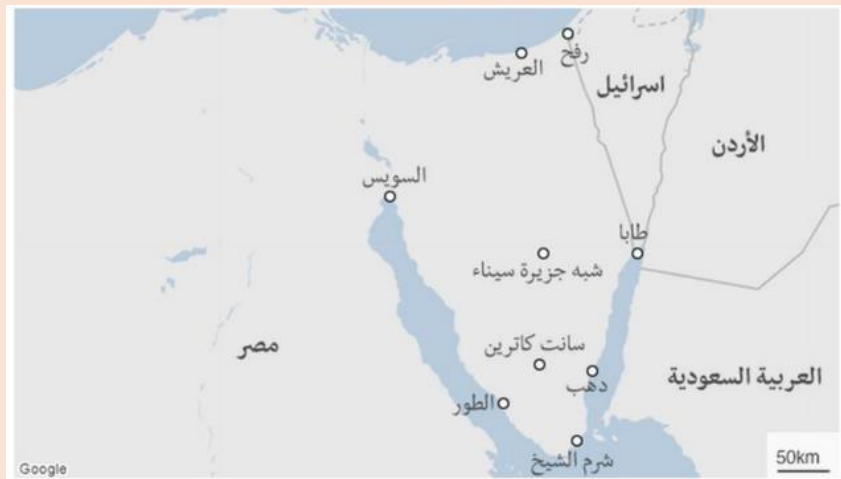 رفح
العريش
اسرائيل
الأردن
السويس
طابا
شبه جزيرة سيناء
سانت كاترين
مصر
دهب
العربية السعودية
الطور
شرم الشيخ
50km
Google